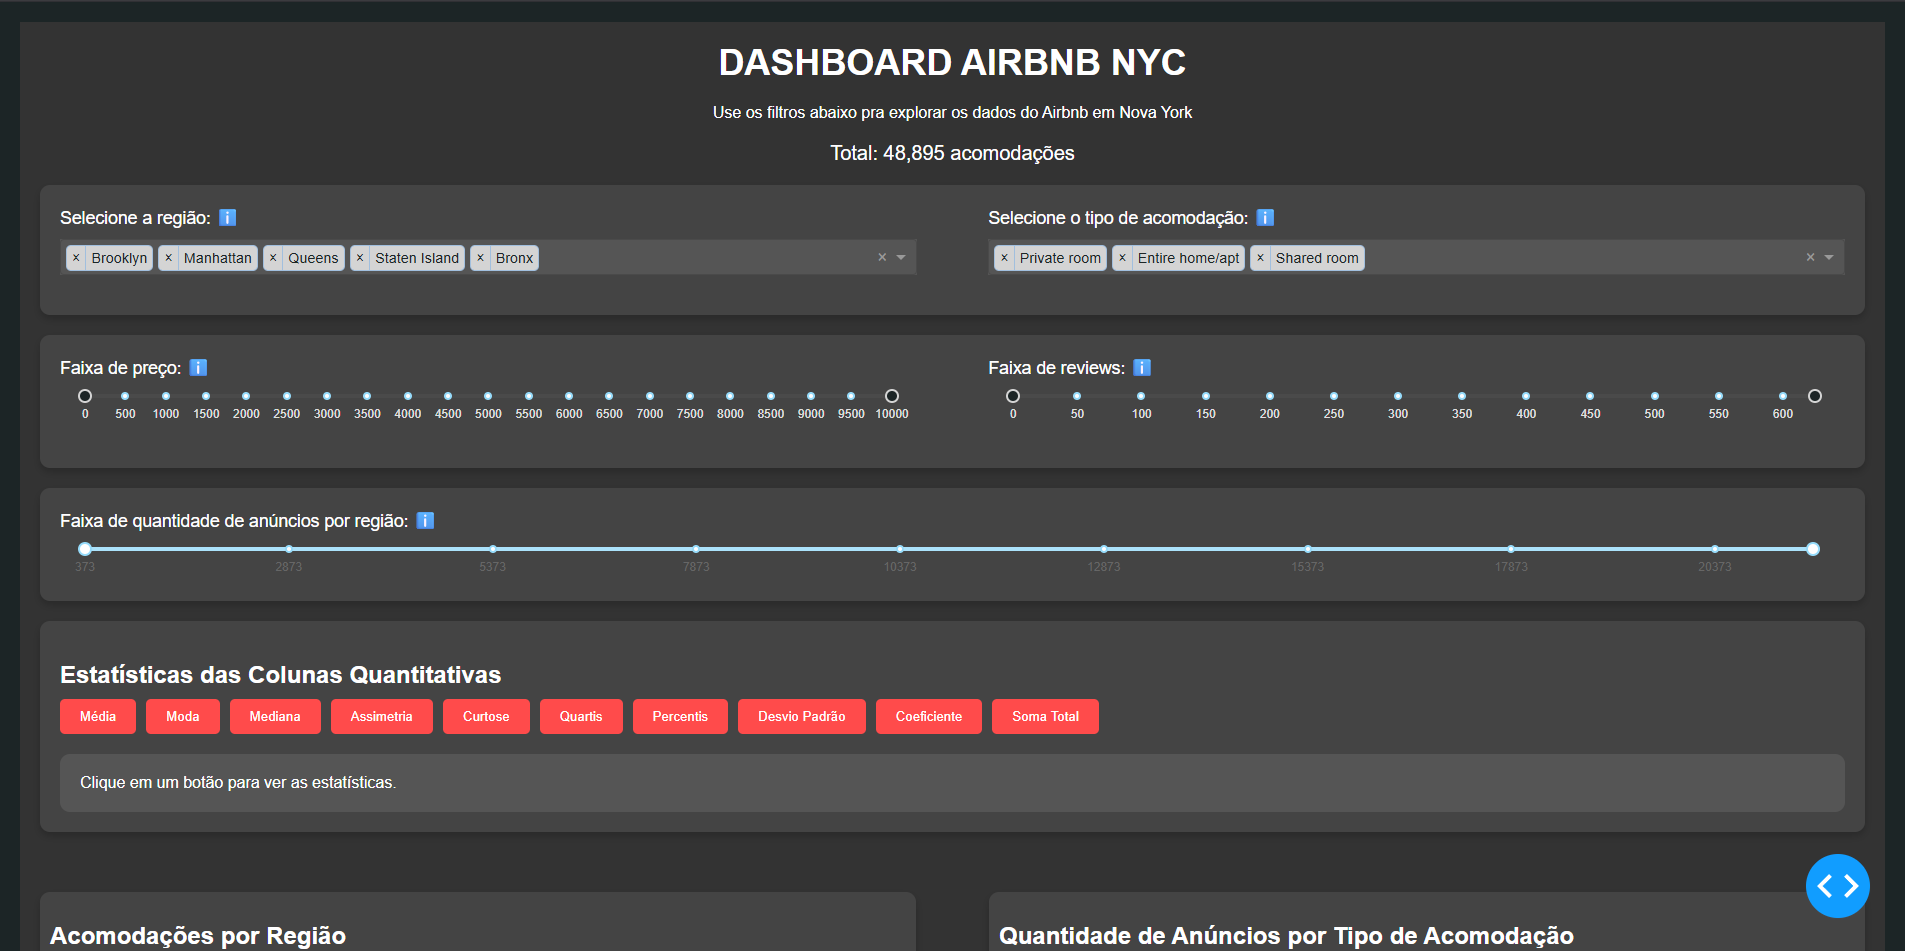 DASHBOARD AIRBNB NYC
Use os filtros abaixo pra explorar os dados do Airbnb em Nova York
Total: 48,895 acomodações
Selecione a região: ℹ️
× Brooklyn × Manhattan × Queens × Staten Island × Bronx ×
Selecione o tipo de acomodação: ℹ️
× Private room × Entire home/apt × Shared room ×
Faixa de preço: ℹ️
0 500 1000 1500 2000 2500 3000 3500 4000 4500 5000 5500 6000 6500 7000 7500 8000 8500 9000 9500 10000
Faixa de reviews: ℹ️
0 50 100 150 200 250 300 350 400 450 500 550 600
Faixa de quantidade de anúncios por região: ℹ️
373 2873 5373 7873 10373 12873 15373 17873 20373
Estatísticas das Colunas Quantitativas
Média Moda Mediana Assimetria Curtose Quartis Percentis Desvio Padrão Coeficiente Soma Total
Clique em um botão para ver as estatísticas.
Acomodações por Região
Quantidade de Anúncios por Tipo de Acomodação